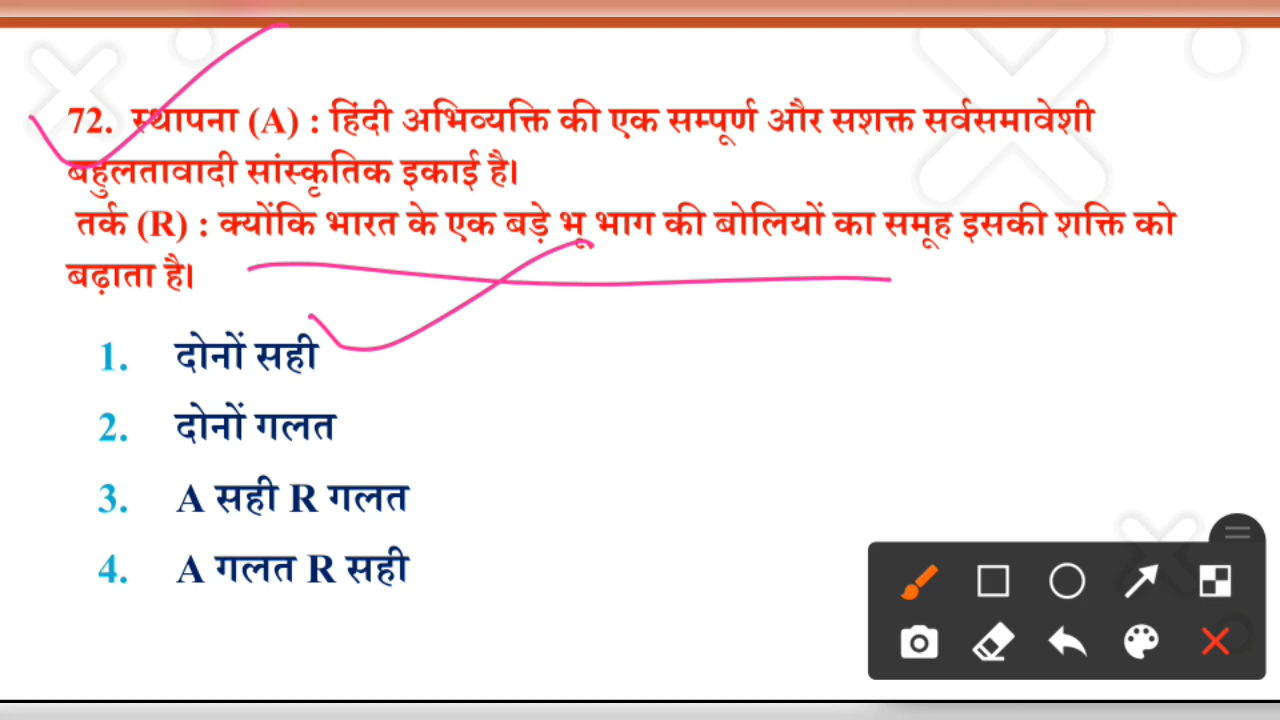 72. स्थापना (A) : हिंदी अभिव्यक्ति की एक सम्पूर्ण और सशक्त सर्वसमावेशी
बहुलतावादी सांस्कृतिक इकाई है।
तर्क (R) : क्योंकि भारत के एक बड़े भू भाग की बोलियों का समूह इसकी शक्ति को
बढ़ाता है।
1. दोनों सही
2. दोनों गलत
3. A सही R गलत
4. A गलत R सही